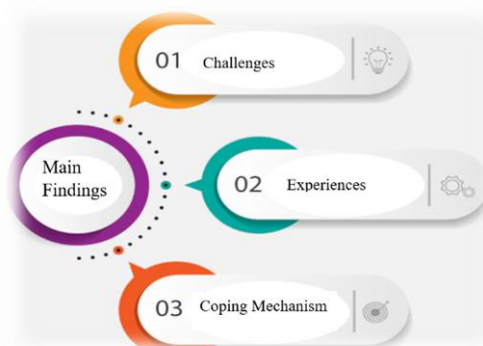 01 Challenges
Main
Findings
02 Experiences
03 Coping Mechanism